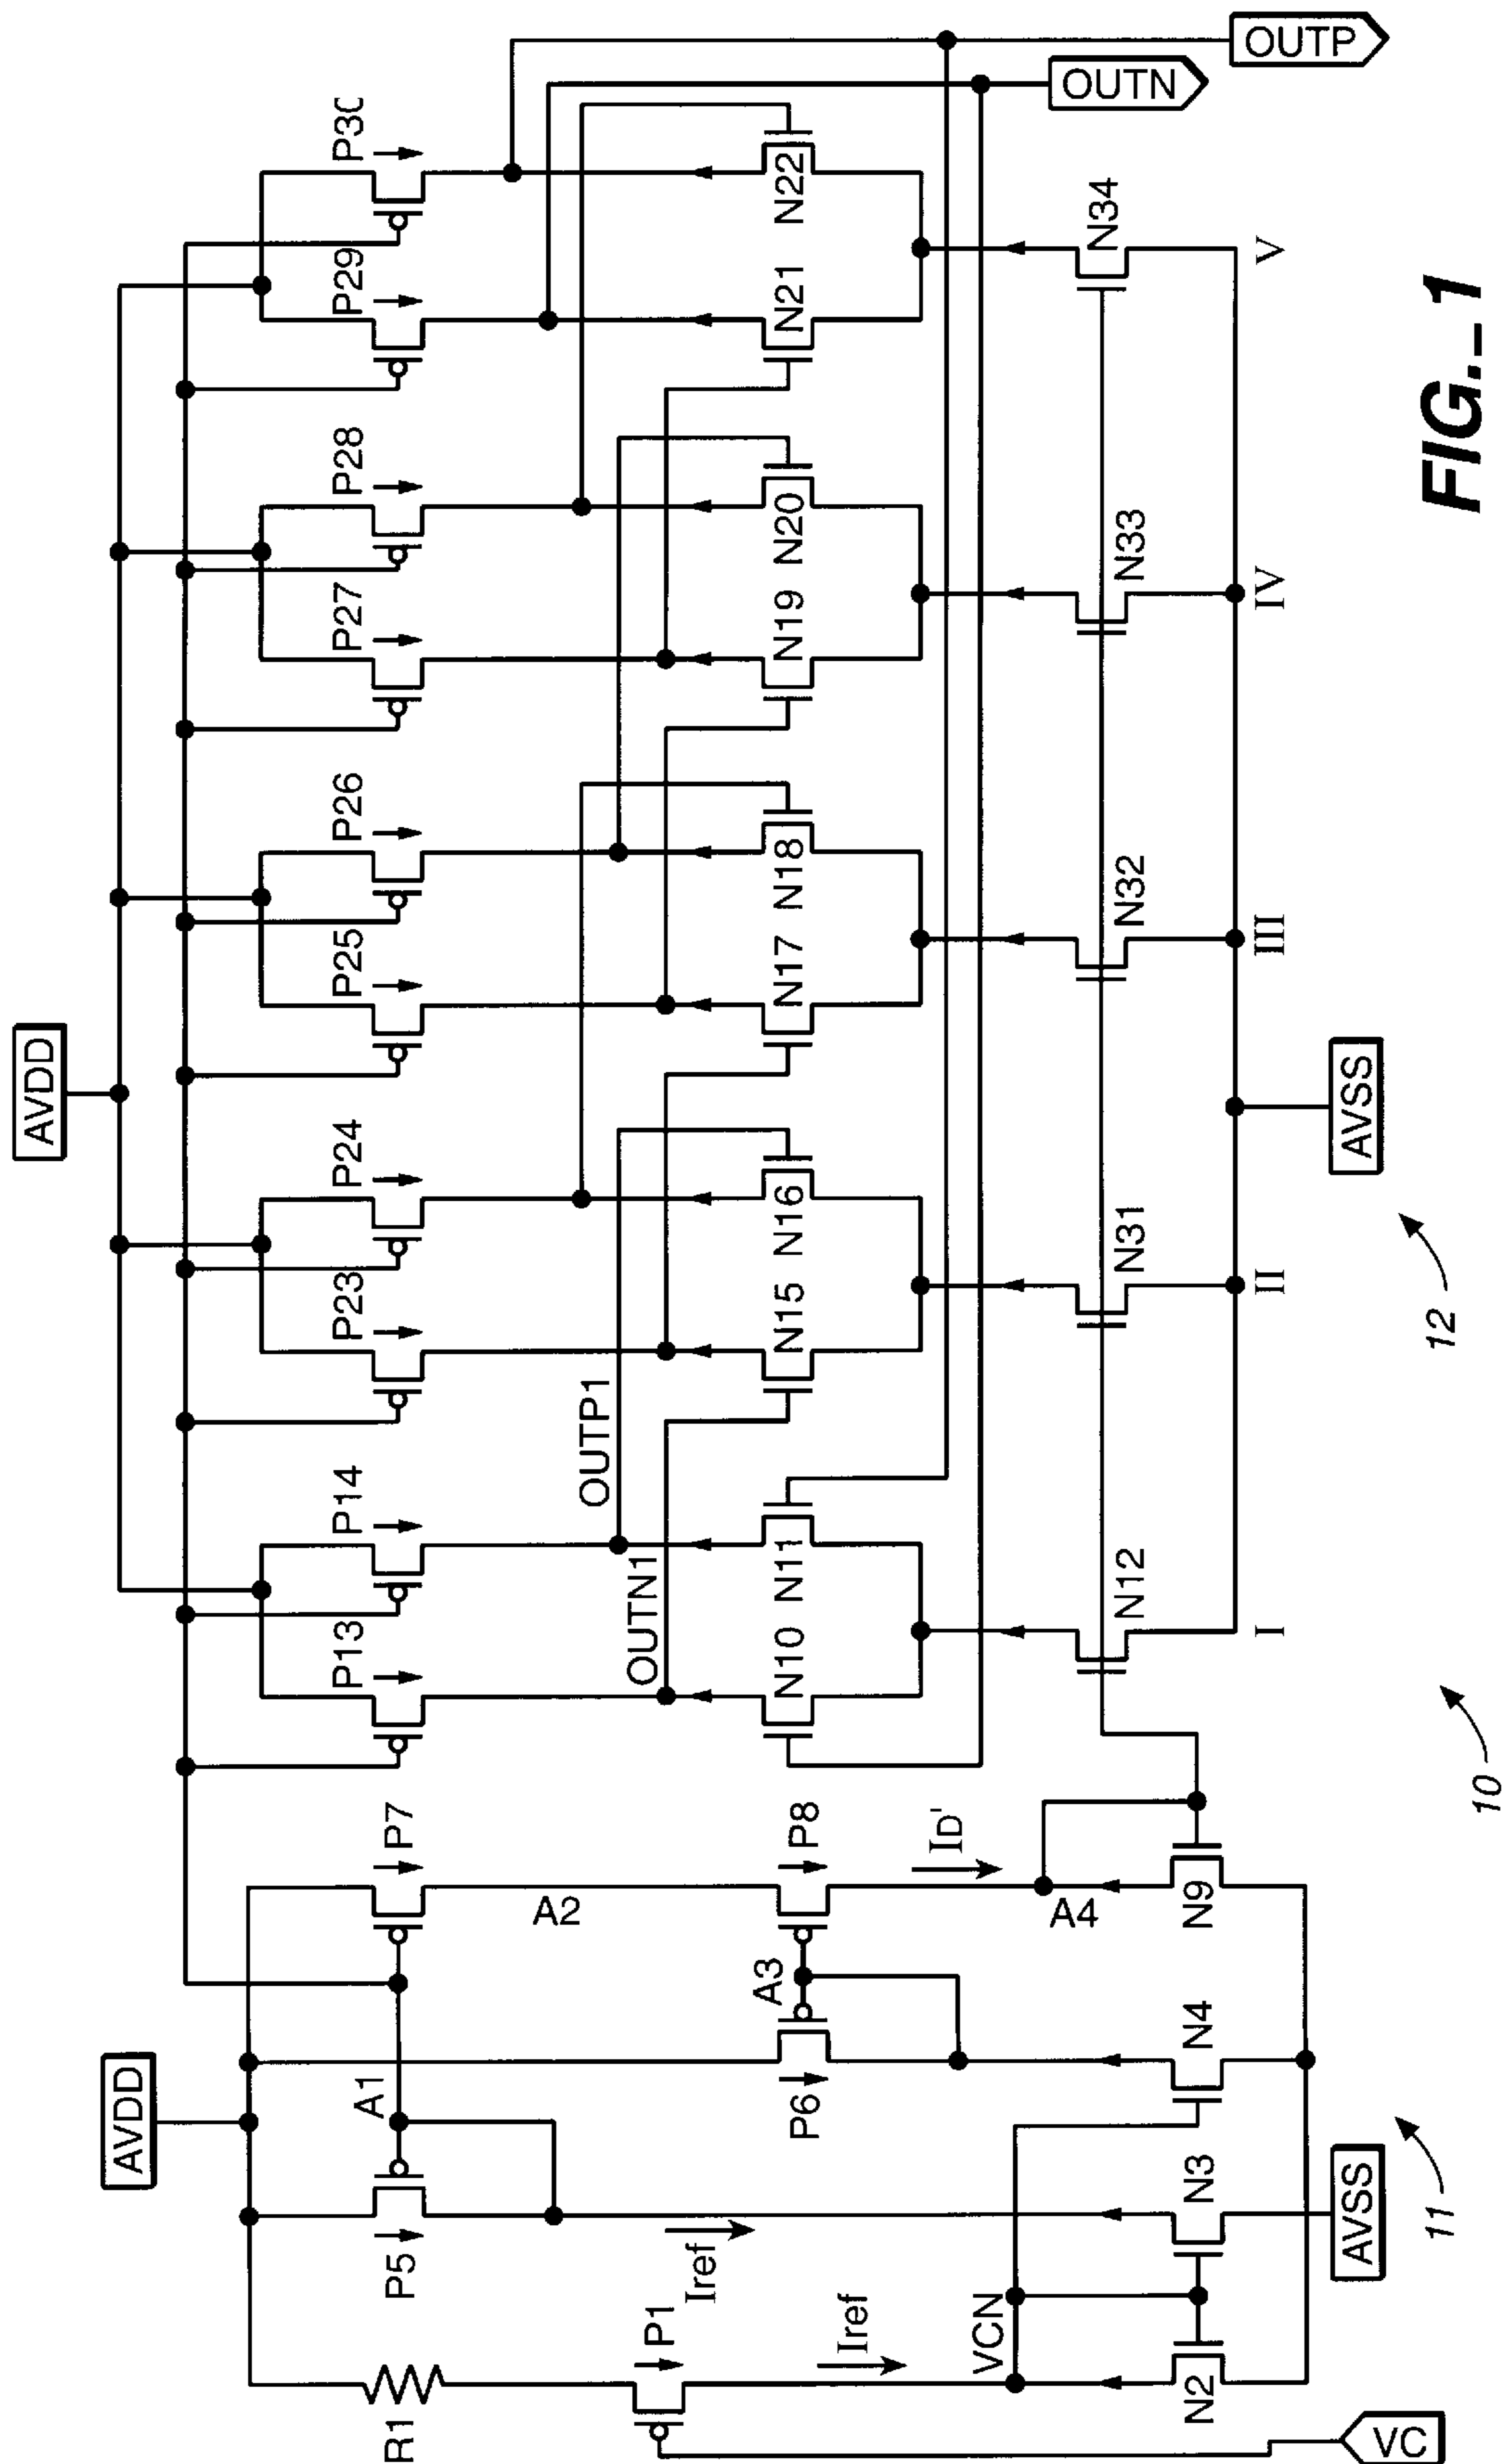 AVDD
P13
P14
P23
P24
P25
P26
P27
P28
P29
P30
OUTP
OUTN
OUTN1
OUTP1
N10
N11
N15
N16
N17
N18
N19
N20
N21
N22
N12
N31
N32
N33
N34
I
II
III
IV
V
AVSS
12
10
AVDD
R1
P5
A1
P7
P1
Iref
Iref
P6
A3
A2
P8
ID'
A4
VCN
N2
N3
N4
N9
AVSS
VC
11
FIG._1